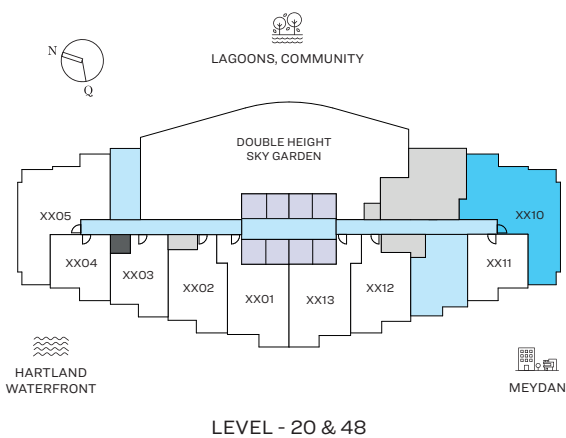 N
Q
LAGOONS, COMMUNITY
DOUBLE HEIGHT
SKY GARDEN
XX05
XX10
XX04
XX03
XX02
XX01
XX13
XX12
XX11
HARTLAND
WATERFRONT
MEYDAN
LEVEL - 20 & 48